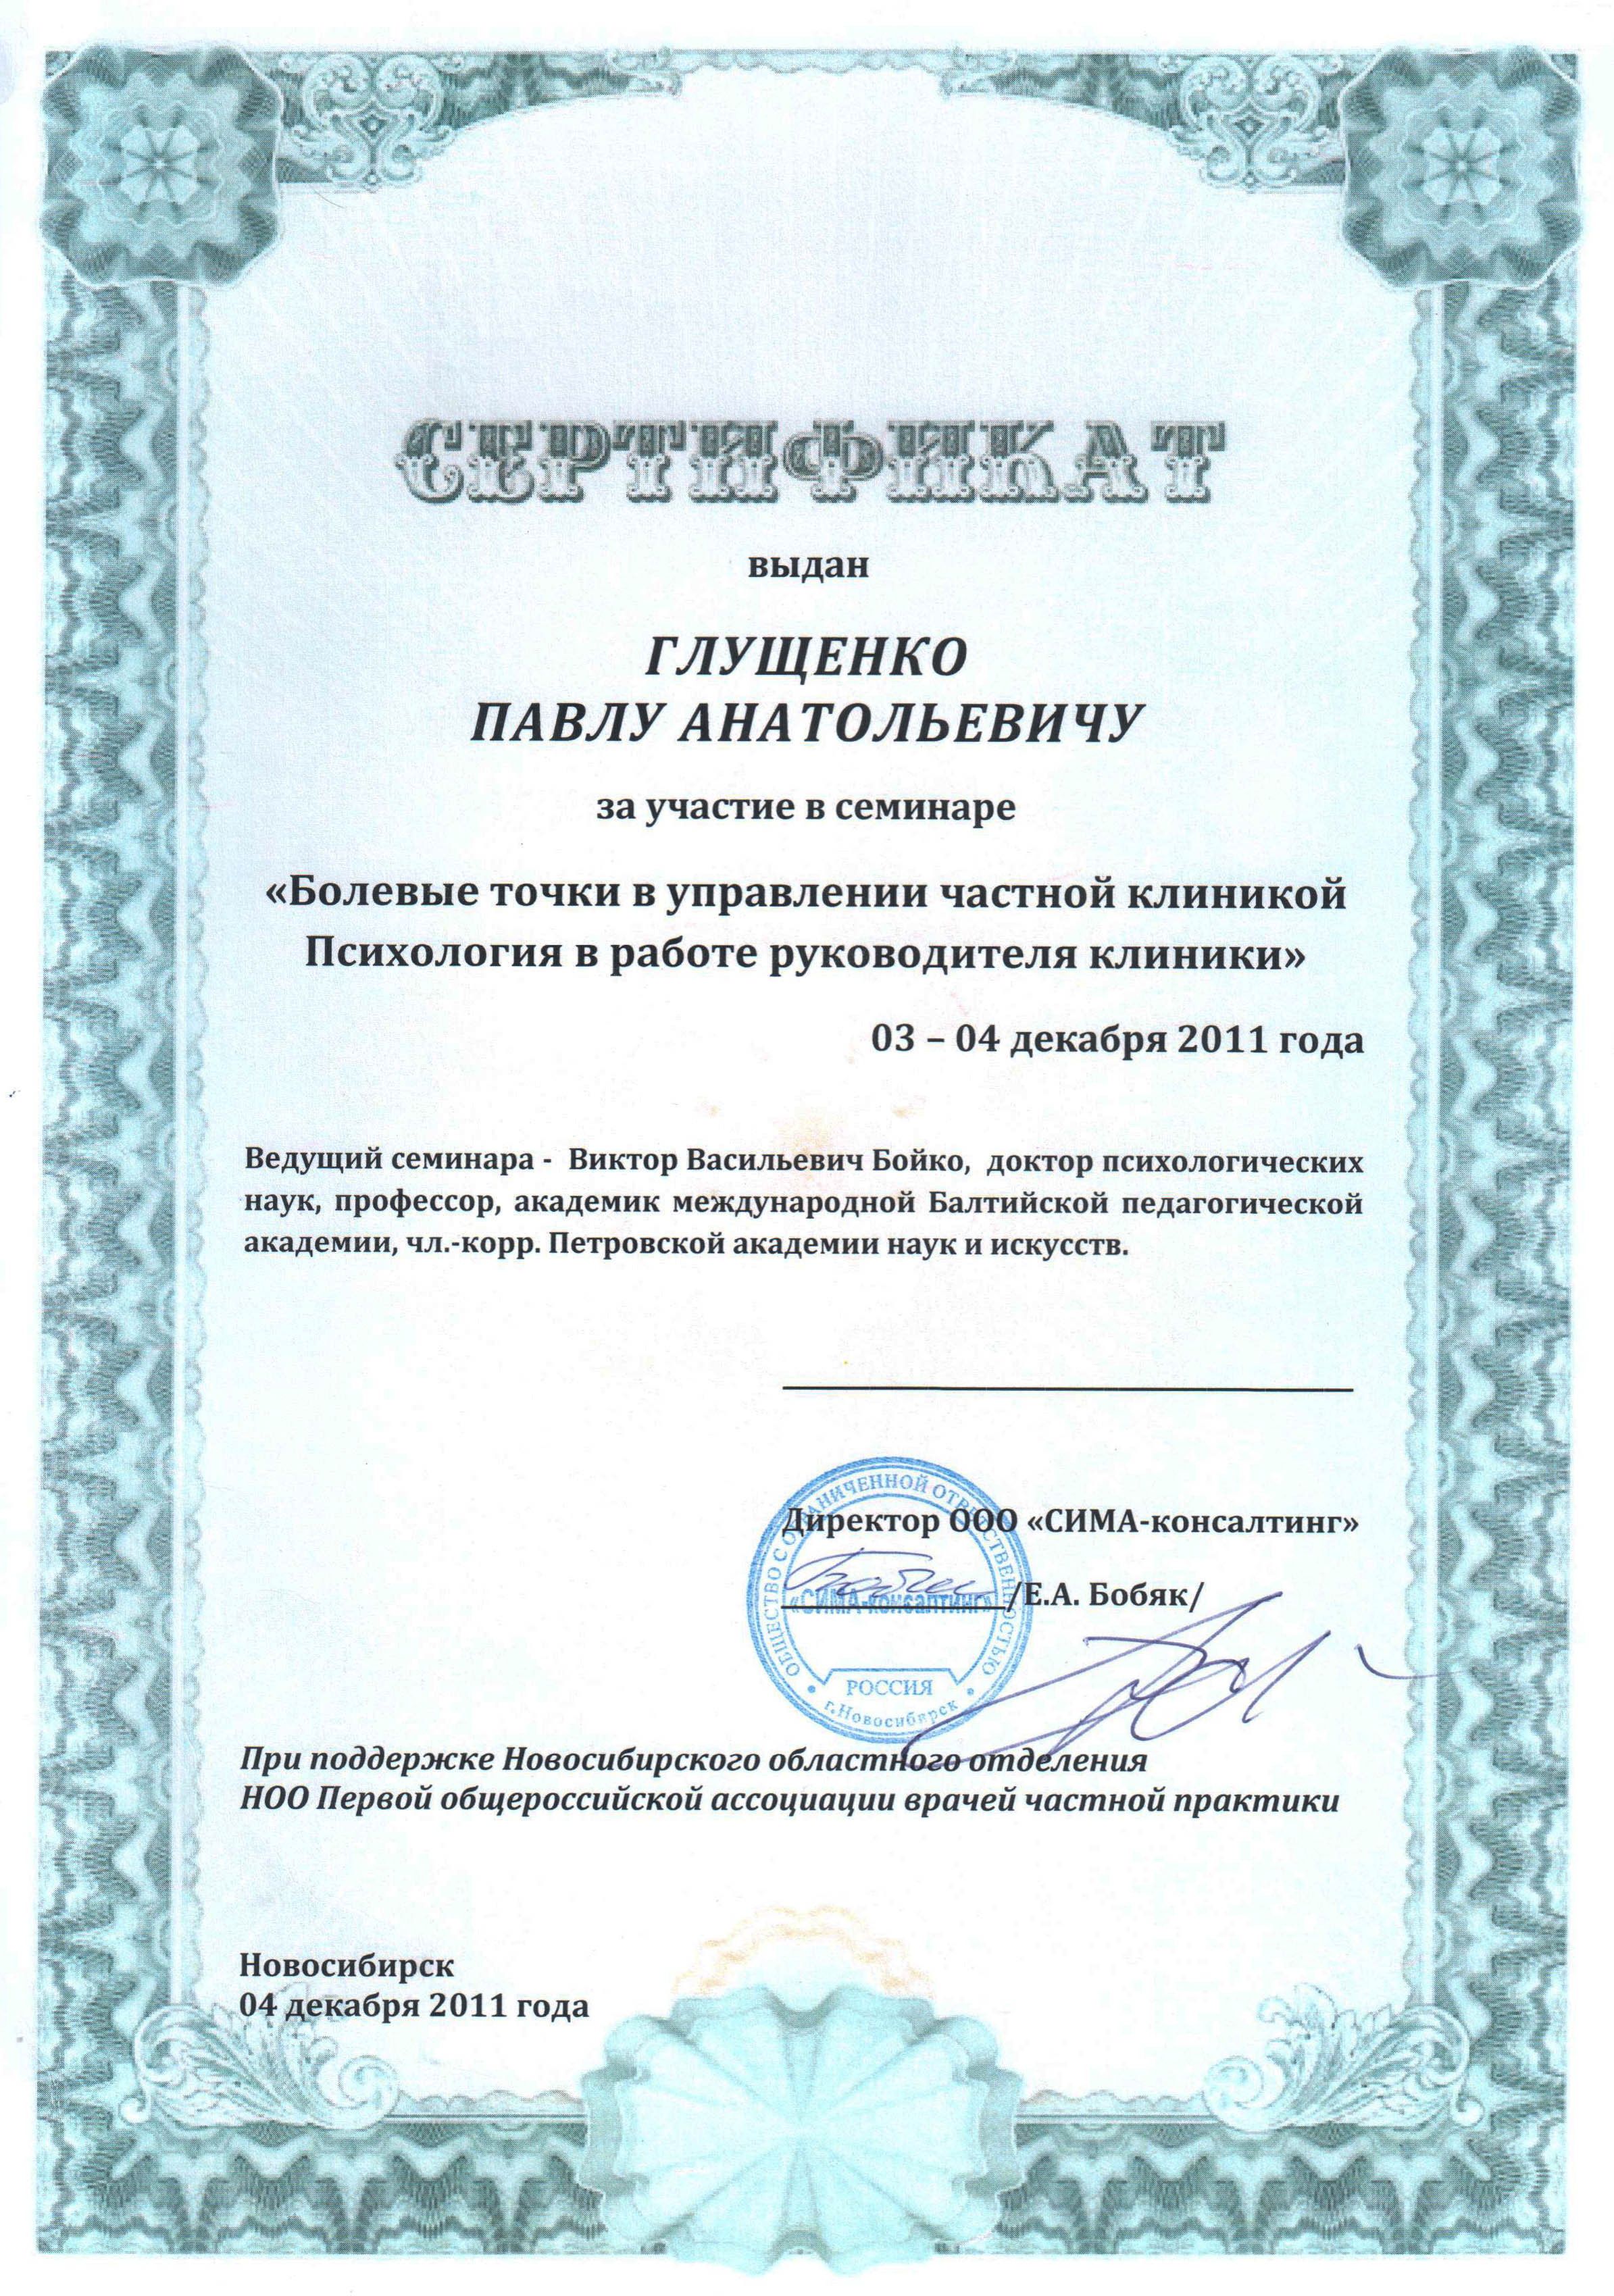 СЕРТИФИКАТ
выдан
ГЛУЩЕНКО
ПАВЛУ АНАТОЛЬЕВИЧУ
за участие в семинаре
«Болевые точки в управлении частной клиникой
Психология в работе руководителя клиники»
03 – 04 декабря 2011 года
Ведущий семинара - Виктор Васильевич Бойко, доктор психологических
наук, профессор, академик международной Балтийской педагогической
академии, чл.-корр. Петровской академии наук и искусств.
Директор ООО «СИМА-консалтинг»
/Е.А. Бобяк/
ОБЩЕСТВО С ОГРАНИЧЕННОЙ ОТВЕТСТВЕННОСТЬЮ
«СИМА-консалтинг»
РОССИЯ
г.Новосибирск
При поддержке Новосибирского областного отделения
НОО Первой общероссийской ассоциации врачей частной практики
Новосибирск
04 декабря 2011 года